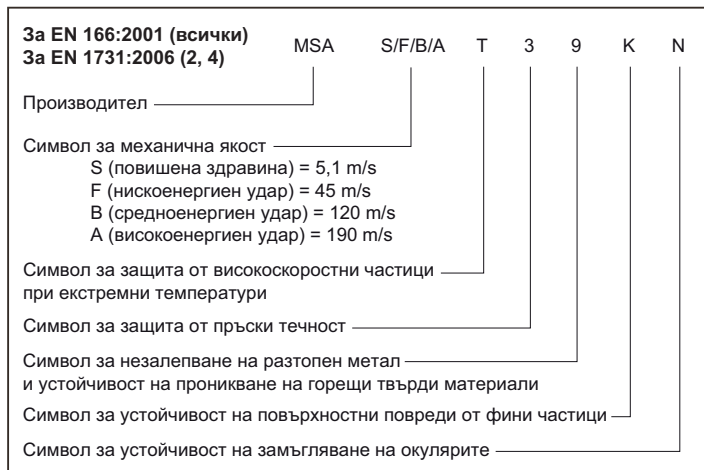 За EN 166:2001 (всички)
За EN 1731:2006 (2, 4)
MSA S/F/B/A T 3 9 K N
Производител
Символ за механична якост
S (повишена здравина) = 5,1 m/s
F (нискоенергиен удар) = 45 m/s
B (средноенергиен удар) = 120 m/s
A (високоенергиен удар) = 190 m/s
Символ за защита от високоскоростни частици
при екстремни температури
Символ за защита от пръски течност
Символ за незалепване на разтопен метал
и устойчивост на проникване на горещи твърди материали
Символ за устойчивост на повърхностни повреди от фини частици
Символ за устойчивост на замъгляване на окулярите